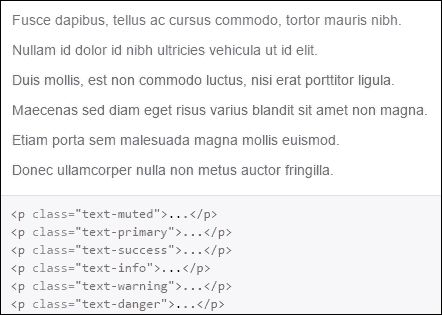 Fusce dapibus, tellus ac cursus commodo, tortor mauris nibh.
Nullam id dolor id nibh ultricies vehicula ut id elit.
Duis mollis, est non commodo luctus, nisi erat porttitor ligula.
Maecenas sed diam eget risus varius blandit sit amet non magna.
Etiam porta sem malesuada magna mollis euismod.
Donec ullamcorper nulla non metus auctor fringilla.
<p class="text-muted">...</p>
<p class="text-primary">...</p>
<p class="text-success">...</p>
<p class="text-info">...</p>
<p class="text-warning">...</p>
<p class="text-danger">...</p>